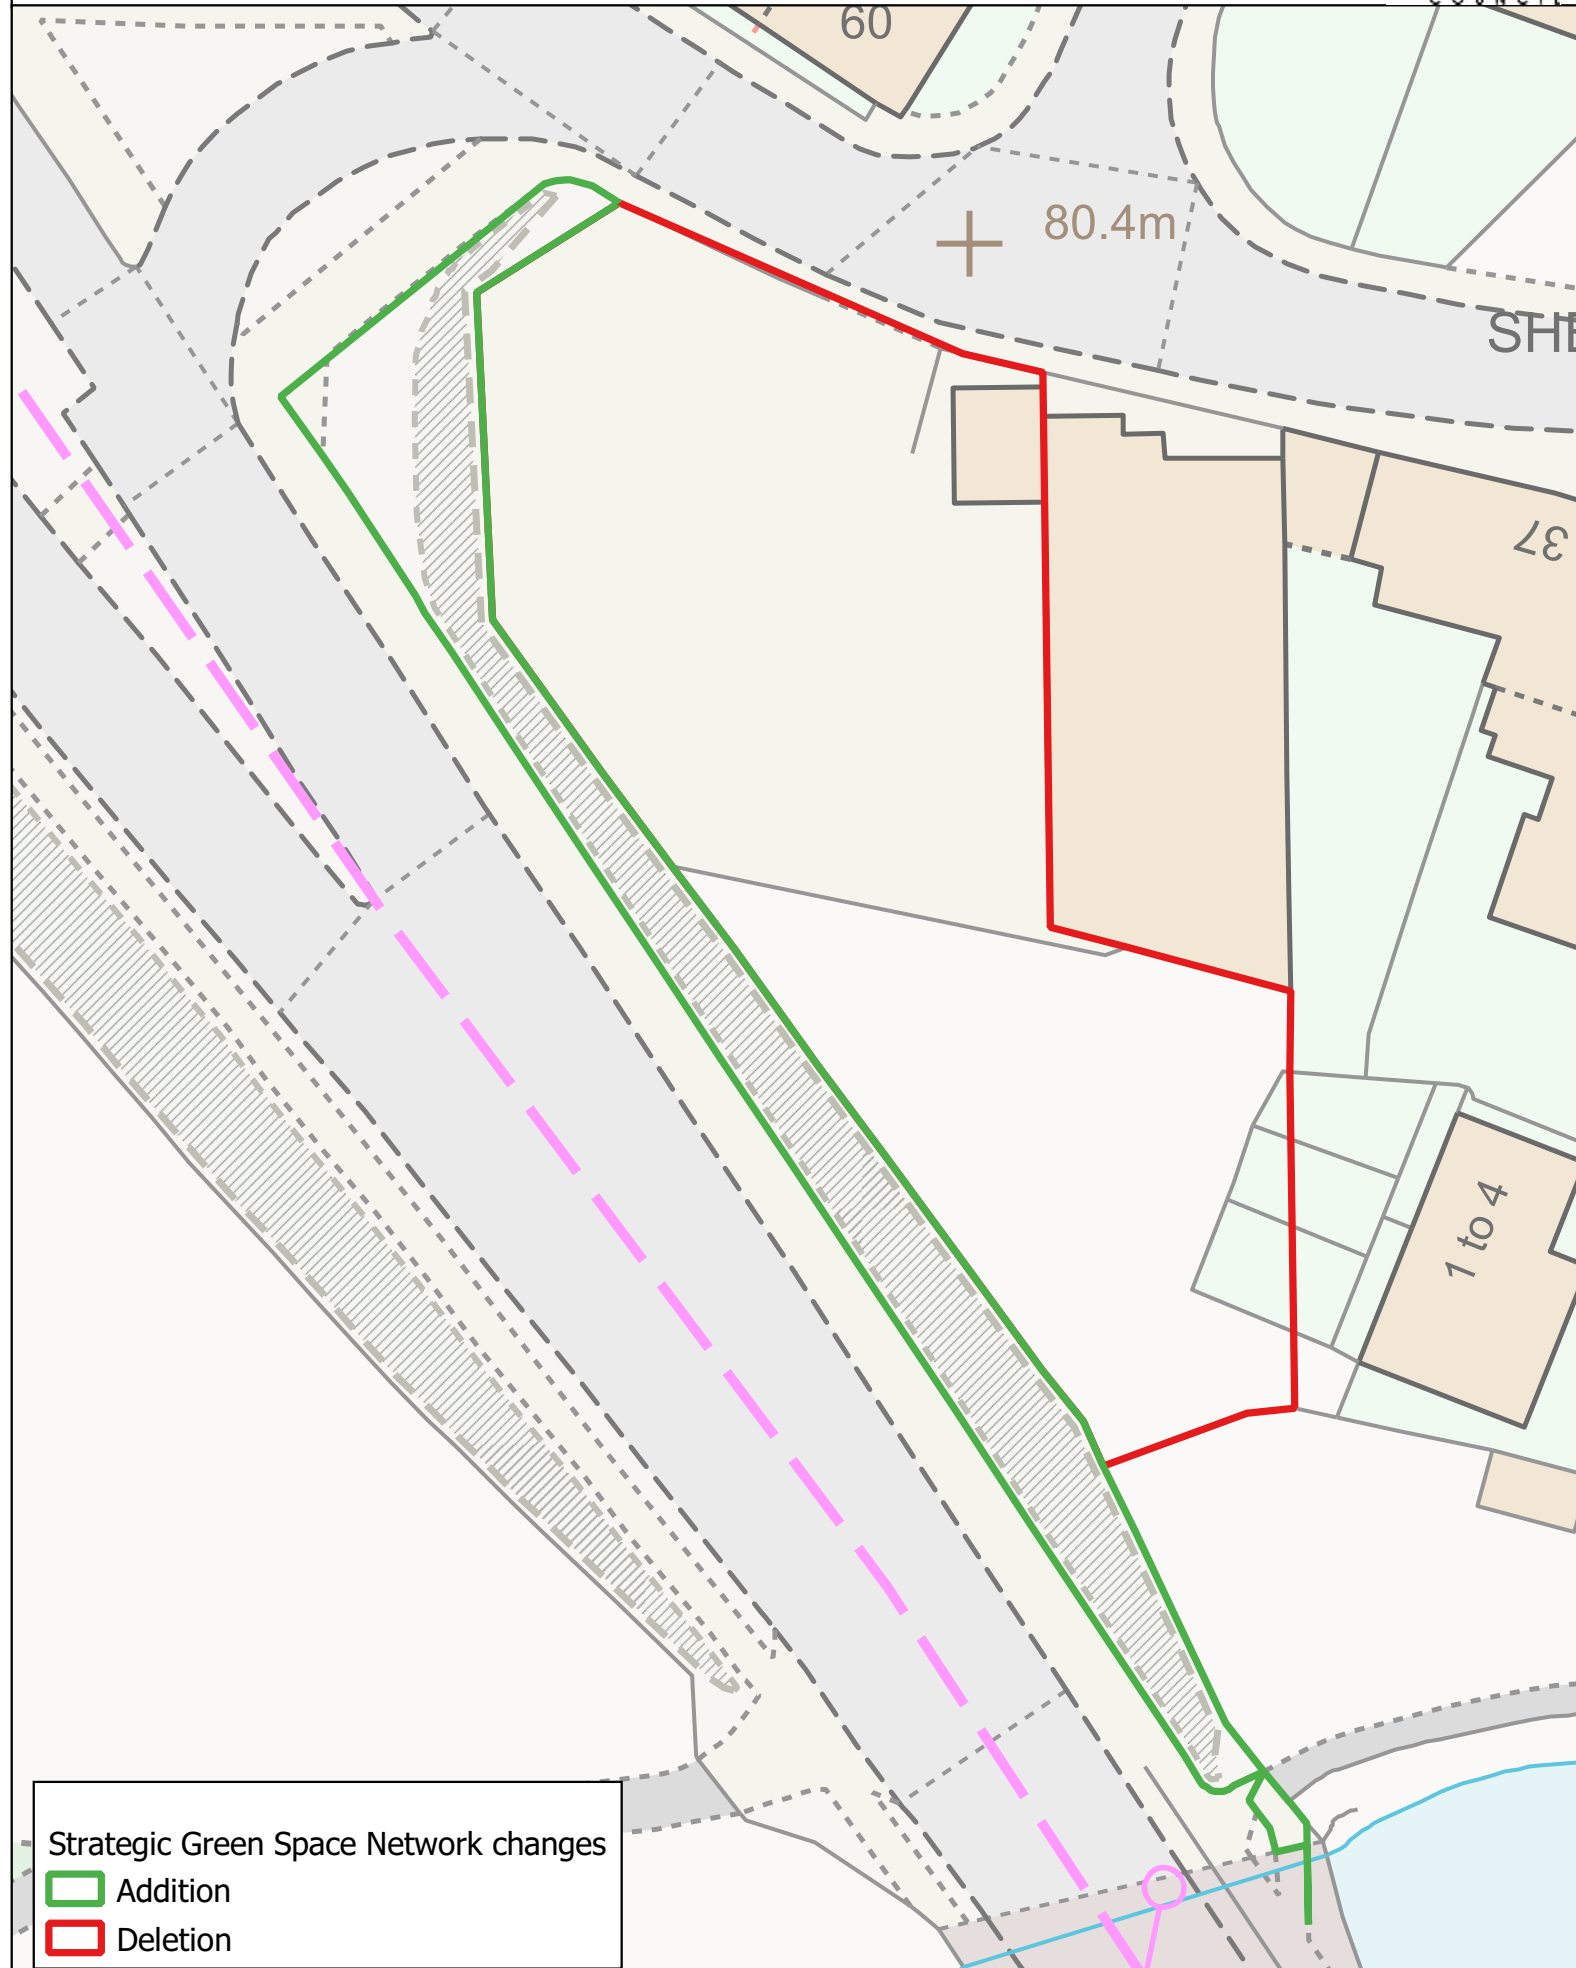 60
80.4m
SHE
37
1 to 4
Strategic Green Space Network changes
Addition
Deletion